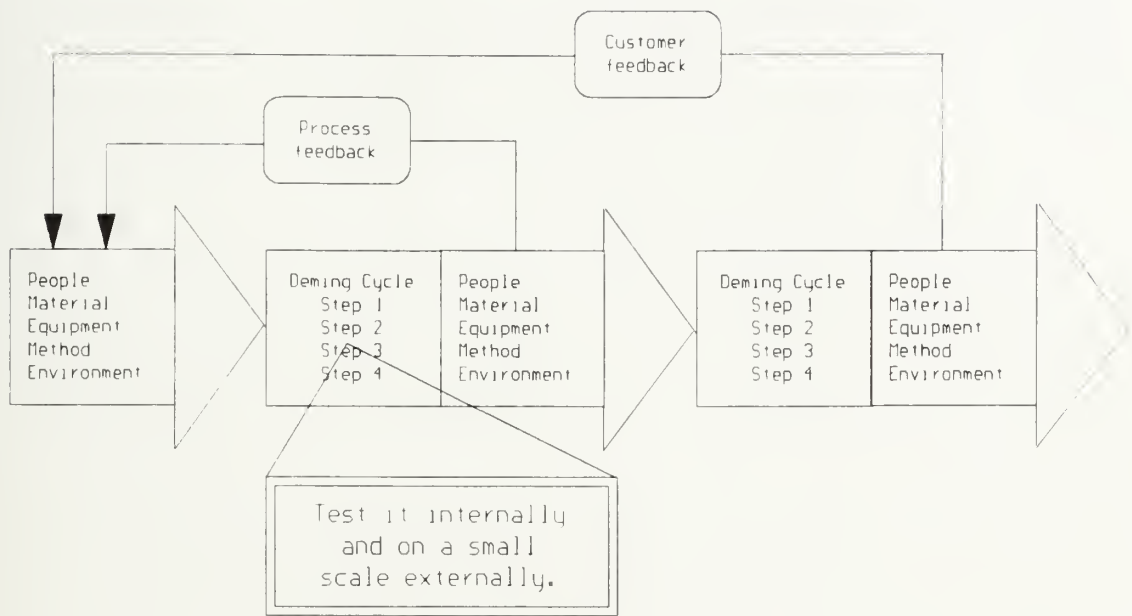 Customer
feedback
Process
feedback
People
Material
Equipment
Method
Environment
Deming Cycle
Step 1
Step 2
Step 3
Step 4
People
Material
Equipment
Method
Environment
Deming Cycle
Step 1
Step 2
Step 3
Step 4
People
Material
Equipment
Method
Environment
Test it internally
and on a small
scale externally.